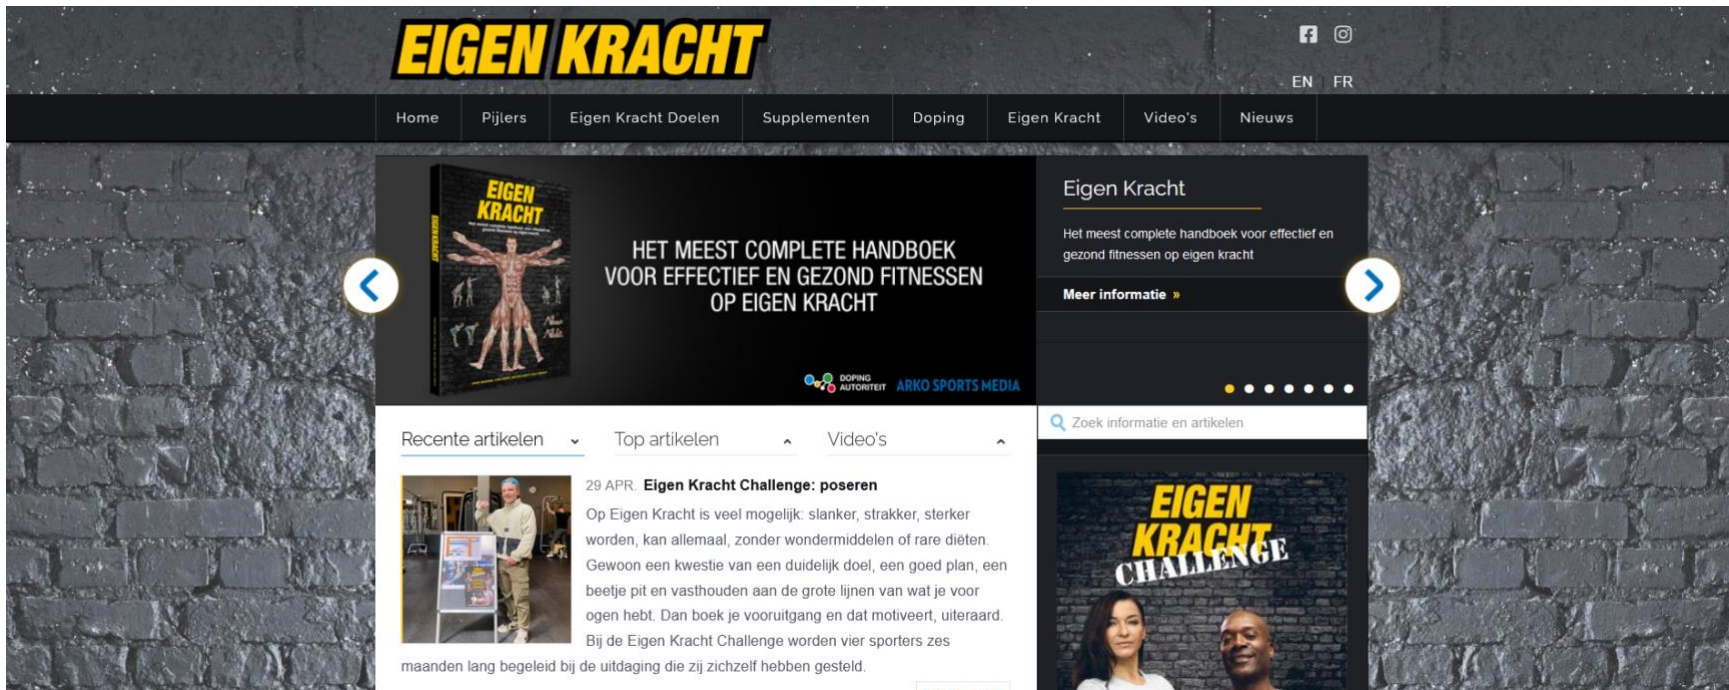 EIGEN KRACHT
EN | FR
Home
Pijlers
Eigen Kracht Doelen
Supplementen
Doping
Eigen Kracht
Video's
Nieuws
EIGEN
KRACHT
EIGEN KRACHT
HET MEEST COMPLETE HANDBOEK
VOOR EFFECTIEF EN GEZOND FITNESSEN
OP EIGEN KRACHT
DOPING
AUTORITEIT
ARKO SPORTS MEDIA
Eigen Kracht
Het meest complete handboek voor effectief en
gezond fitnessen op eigen kracht
Meer informatie »
Zoek informatie en artikelen
Recente artikelen
Top artikelen
Video's
29 APR. Eigen Kracht Challenge: poseren
Op Eigen Kracht is veel mogelijk: slanker, strakker, sterker
worden, kan allemaal, zonder wondermiddelen of rare diëten.
Gewoon een kwestie van een duidelijk doel, een goed plan, een
beetje pit en vasthouden aan de grote lijnen van wat je voor
ogen hebt. Dan boek je vooruitgang en dat motiveert, uiteraard.
Bij de Eigen Kracht Challenge worden vier sporters zes
maanden lang begeleid bij de uitdaging die zij zichzelf hebben gesteld.
EIGEN
KRACHT
CHALLENGE